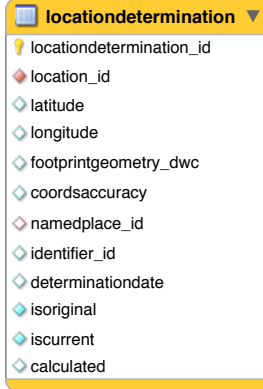 locationdetermination
locationdetermination_id
location_id
latitude
longitude
footprintgeometry_dwc
coordsaccuracy
namedplace_id
identifier_id
determinationdate
isoriginal
iscurrent
calculated